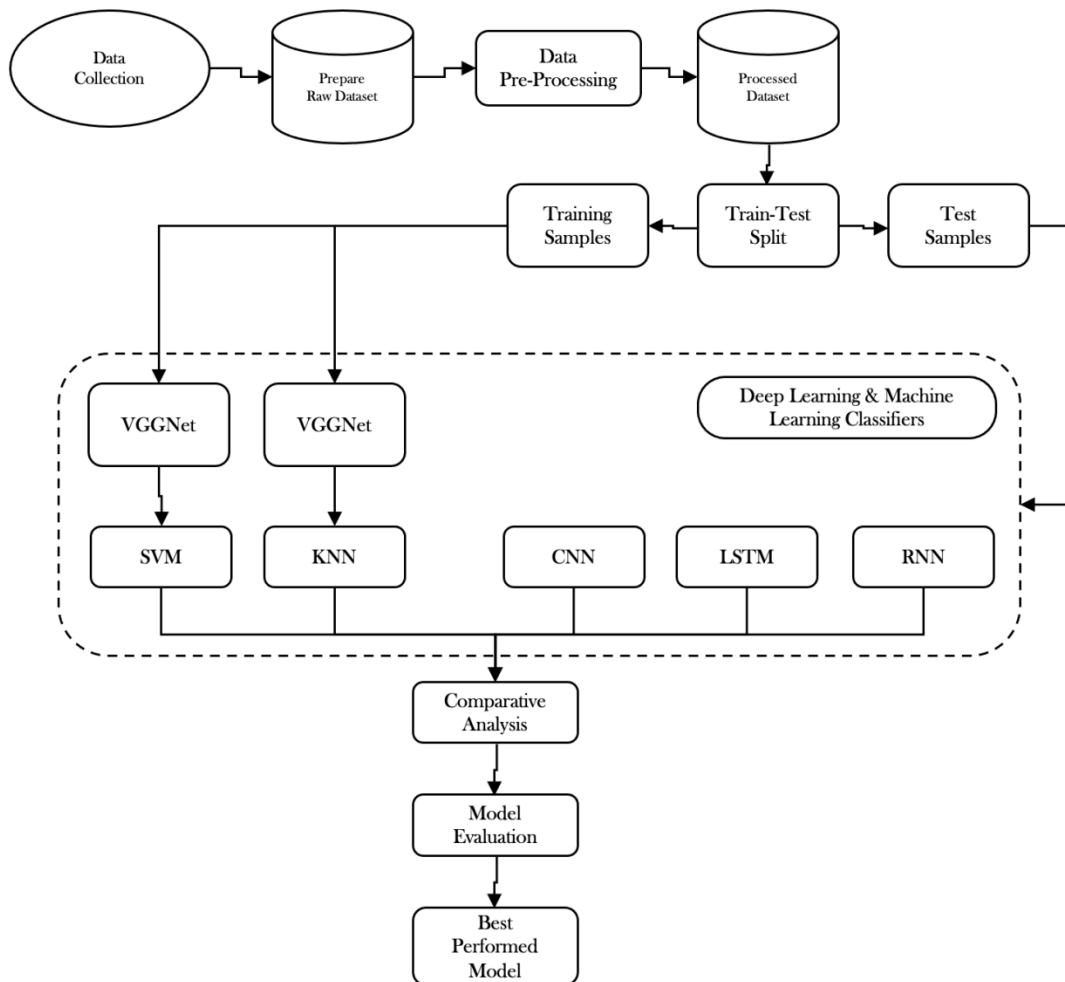 Data
Collection
Prepare
Raw Dataset
Data
Pre-Processing
Processed
Dataset
Training
Samples
Train-Test
Split
Test
Samples
VGGNet
VGGNet
Deep Learning & Machine
Learning Classifiers
SVM
KNN
CNN
LSTM
RNN
Comparative
Analysis
Model
Evaluation
Best
Performed
Model